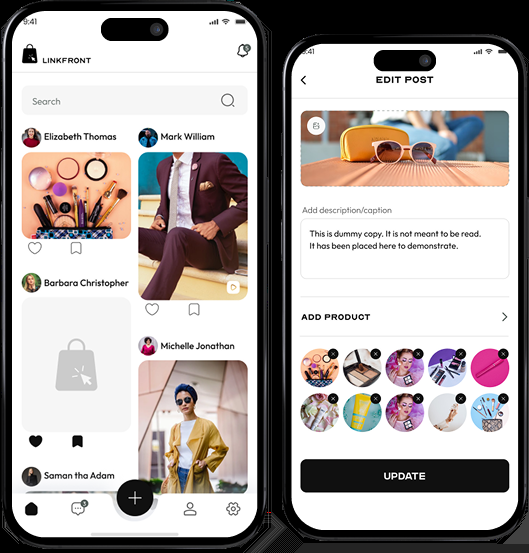 9:41
LINKFRONT
Search
Elizabeth Thomas
Mark William
Barbara Christopher
Michelle Jonathan
Saman tha Adam
9:41
EDIT POST
Add description/caption
This is dummy copy. It is not meant to be read.
It has been placed here to demonstrate.
ADD PRODUCT
UPDATE